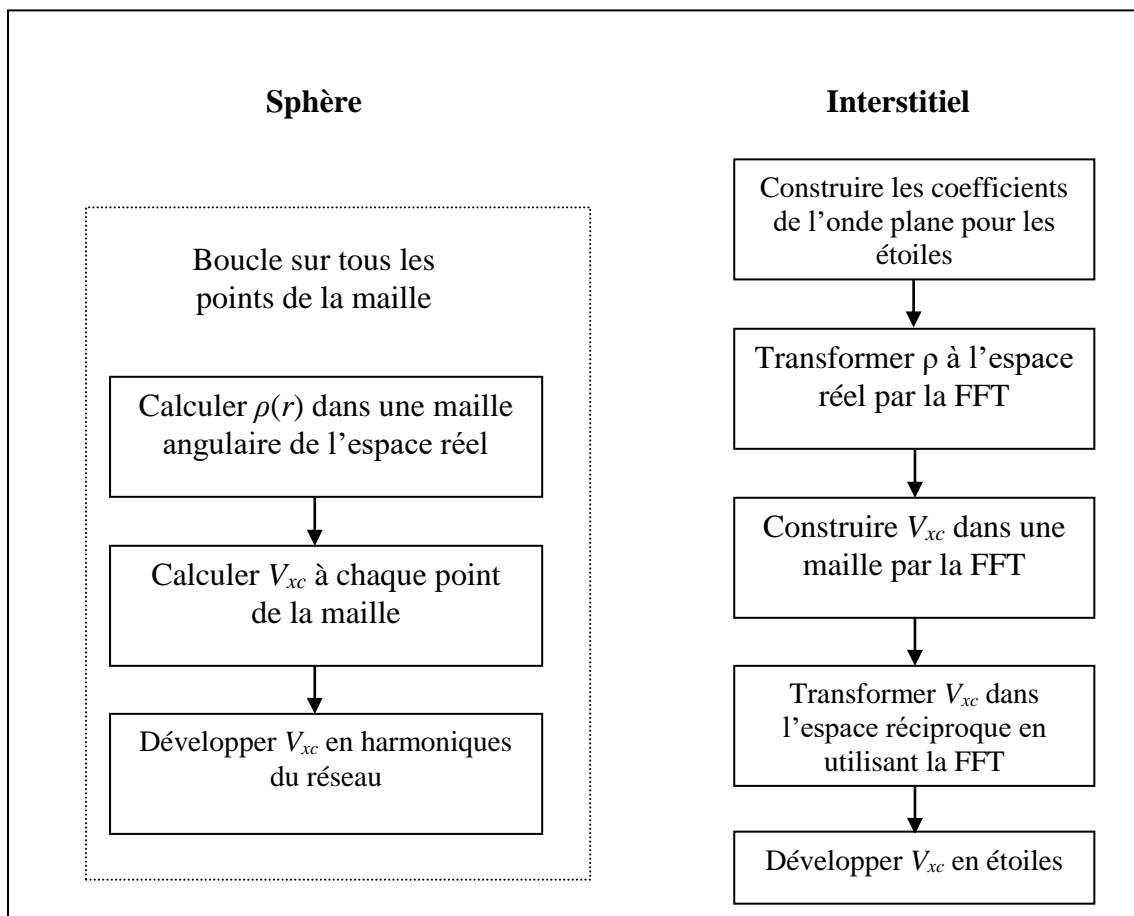 Sphère
Boucle sur tous les
points de la maille
Calculer ρ(r) dans une maille
angulaire de l'espace réel
Calculer Vxc à chaque point
de la maille
Développer Vxc en harmoniques
du réseau
Interstitiel
Construire les coefficients
de l'onde plane pour les
étoiles
Transformer ρ à l'espace
réel par la FFT
Construire Vxc dans une
maille par la FFT
Transformer Vxc dans
l'espace réciproque en
utilisant la FFT
Développer Vxc en étoiles